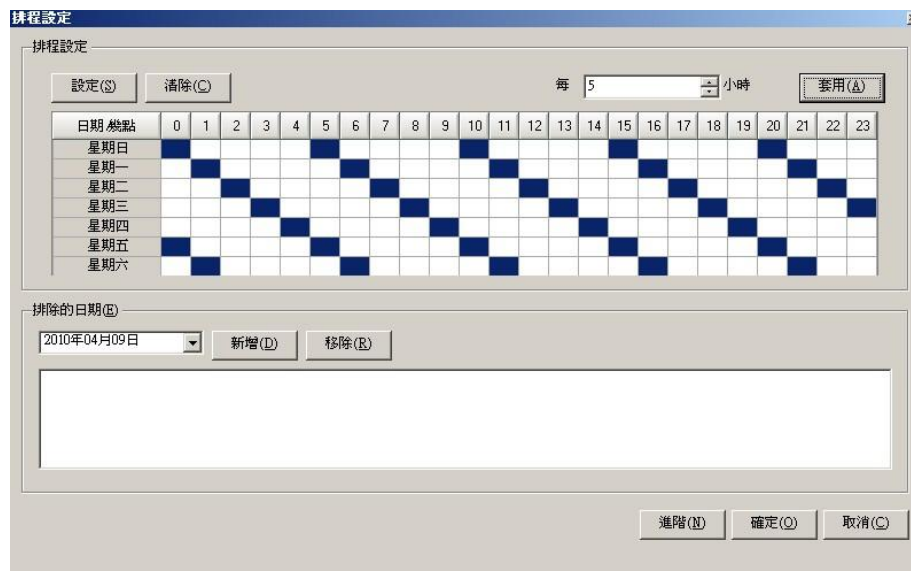 排程設定
排程設定
設定(S) 清除(C) 每 5 小時 套用(A)
日期/幾點 0 1 2 3 4 5 6 7 8 9 10 11 12 13 14 15 16 17 18 19 20 21 22 23
星期日
星期一
星期二
星期三
星期四
星期五
星期六
排除的日期(E)
2010年04月09日 新增(D) 移除(R)
進階(N) 確定(O) 取消(C)